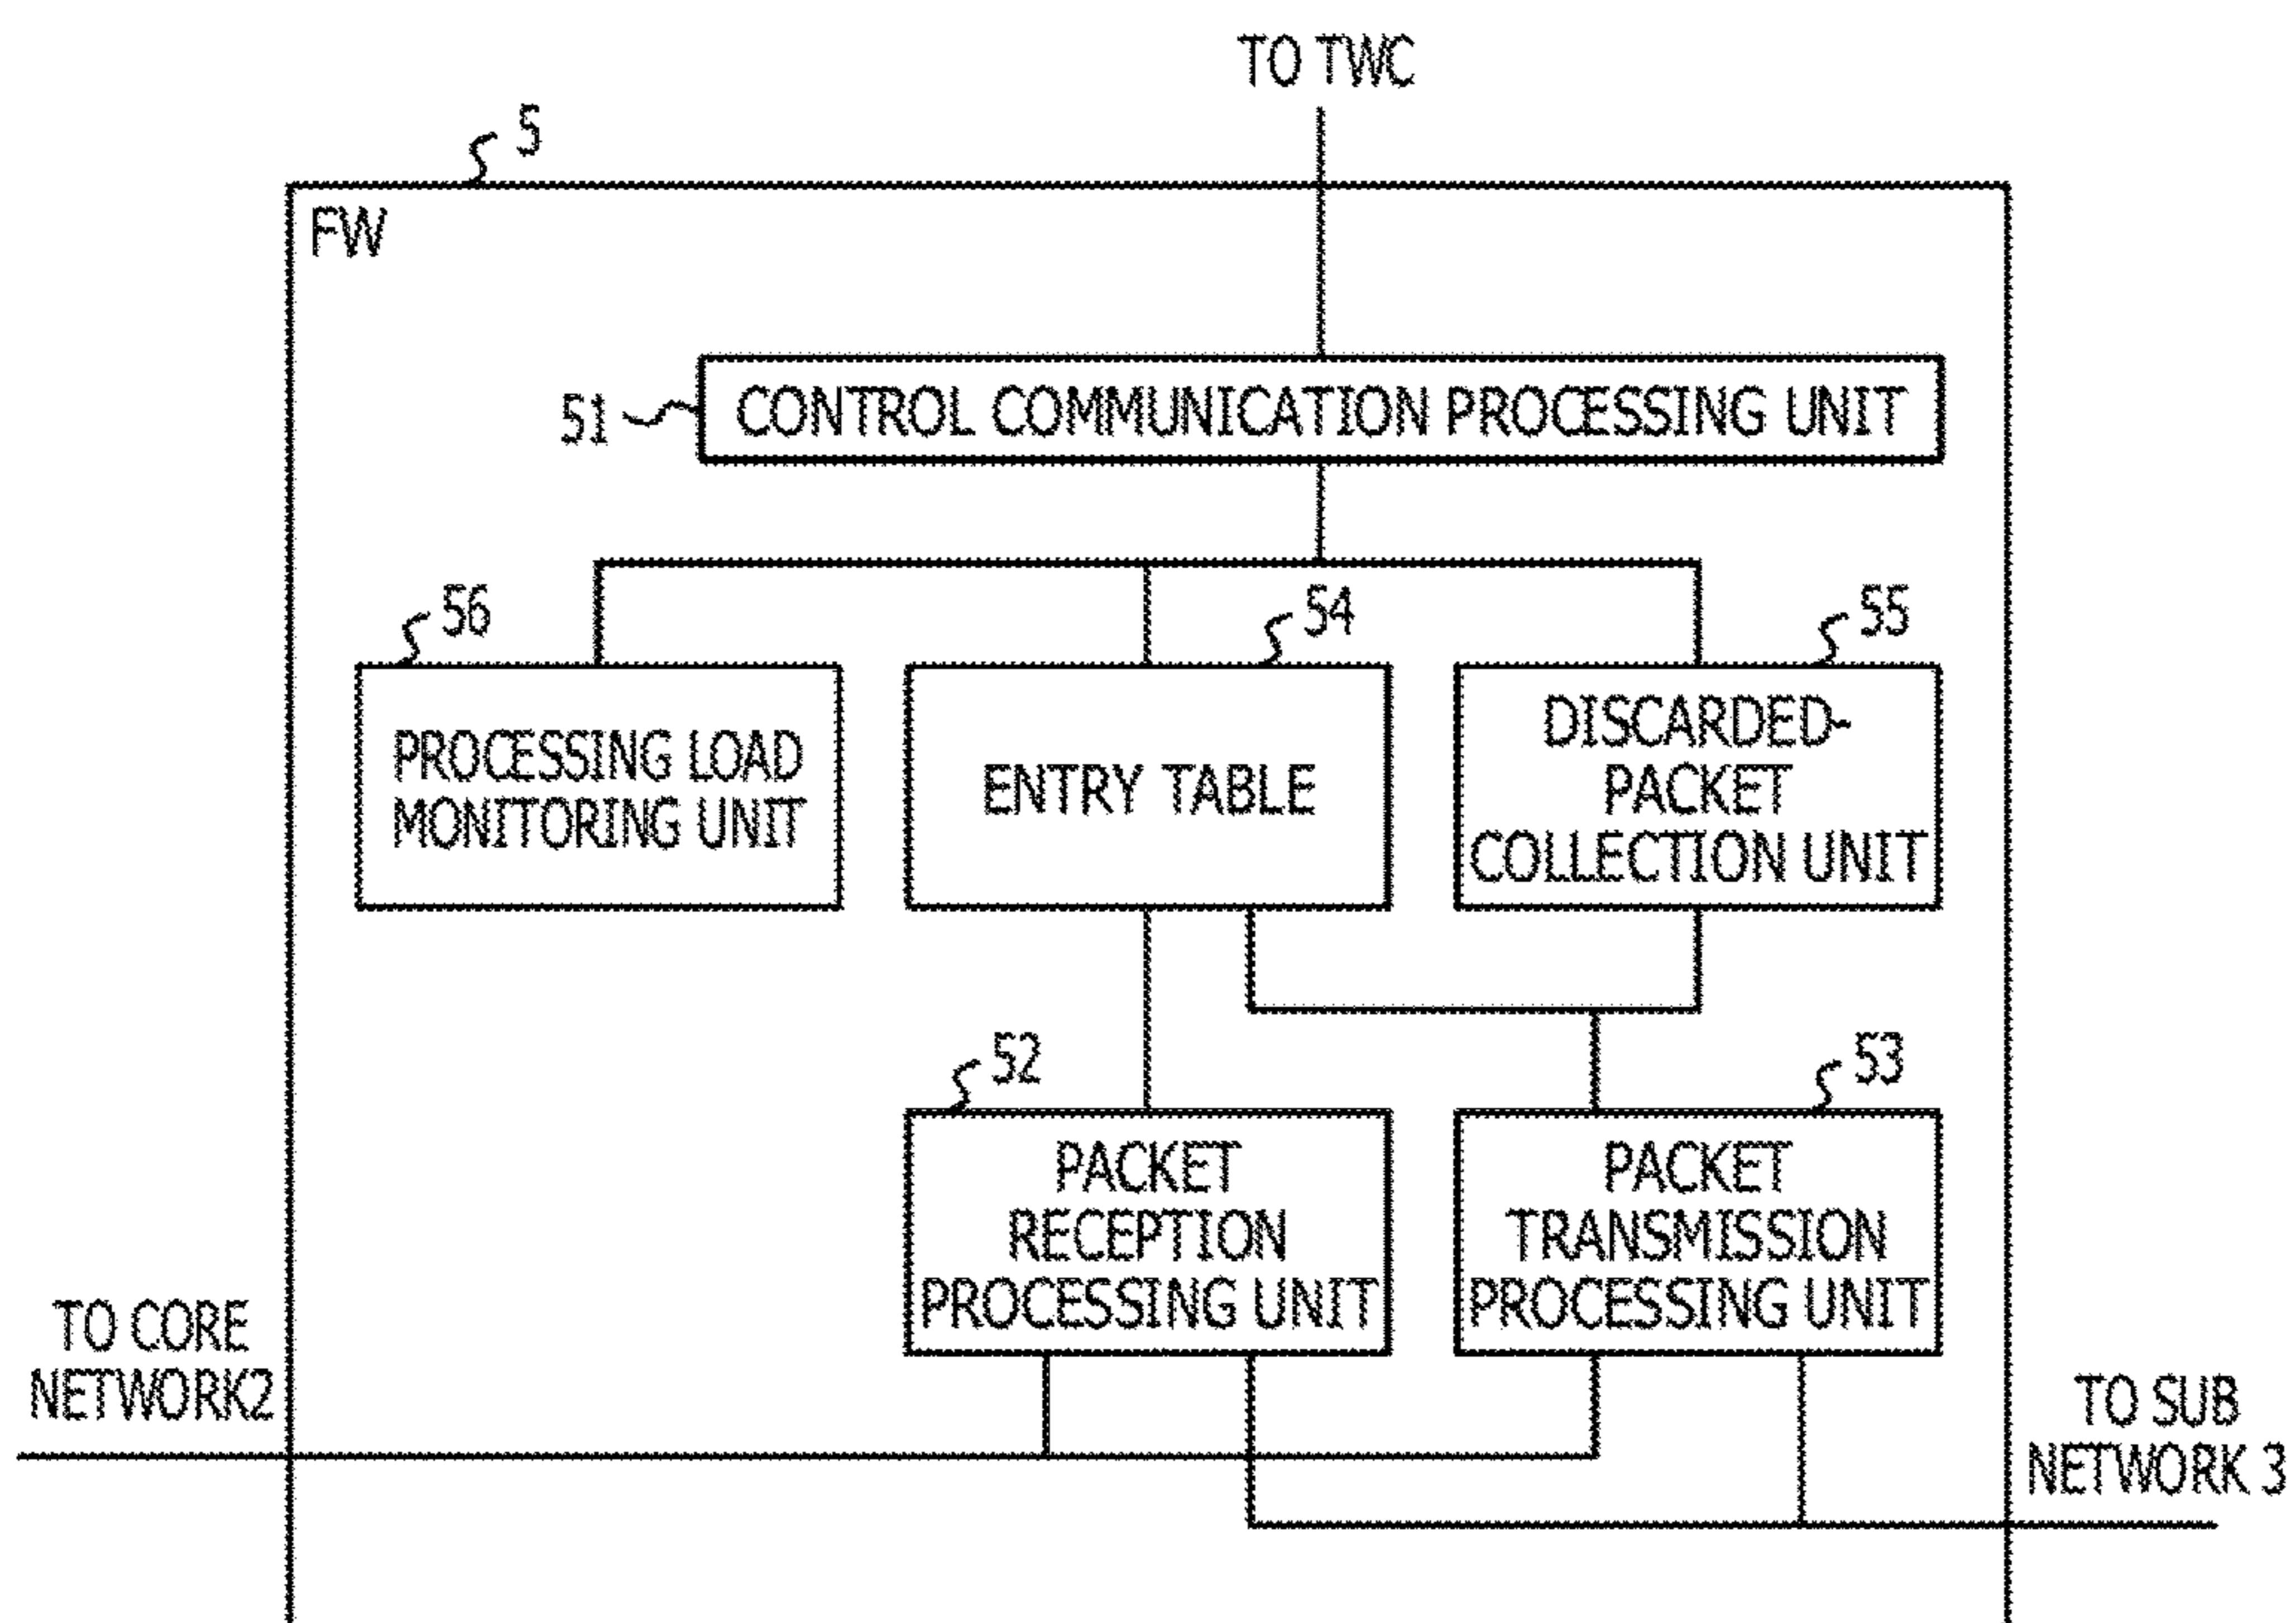 TO TWC
5
FW
51
CONTROL COMMUNICATION PROCESSING UNIT
56
54
55
PROCESSING LOAD
MONITORING UNIT
ENTRY TABLE
DISCARDED-
PACKET
COLLECTION UNIT
52
53
PACKET
RECEPTION
PROCESSING UNIT
PACKET
TRANSMISSION
PROCESSING UNIT
TO CORE
NETWORK2
TO SUB
NETWORK 3